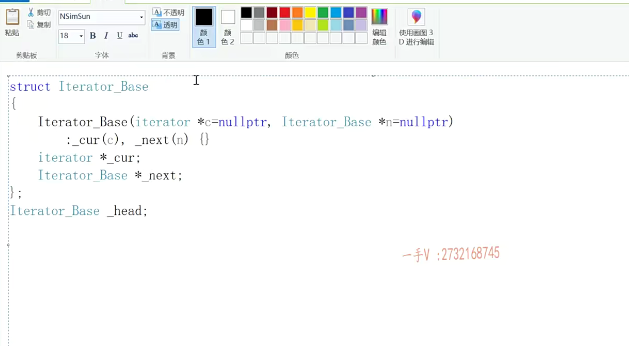 剪切
复制
粘贴
剪贴板
NSimSun
18
B I U abc
字体
不透明
透明
背景
颜
色 1
颜
色 2
颜色
编辑
颜色
使用画图 3
D 进行编辑
struct Iterator_Base
{
    Iterator_Base(iterator *c=nullptr, Iterator_Base *n=nullptr)
        :_cur(c), _next(n) {}
    iterator *_cur;
    Iterator_Base *_next;
};
Iterator_Base _head;
一手V :2732168745